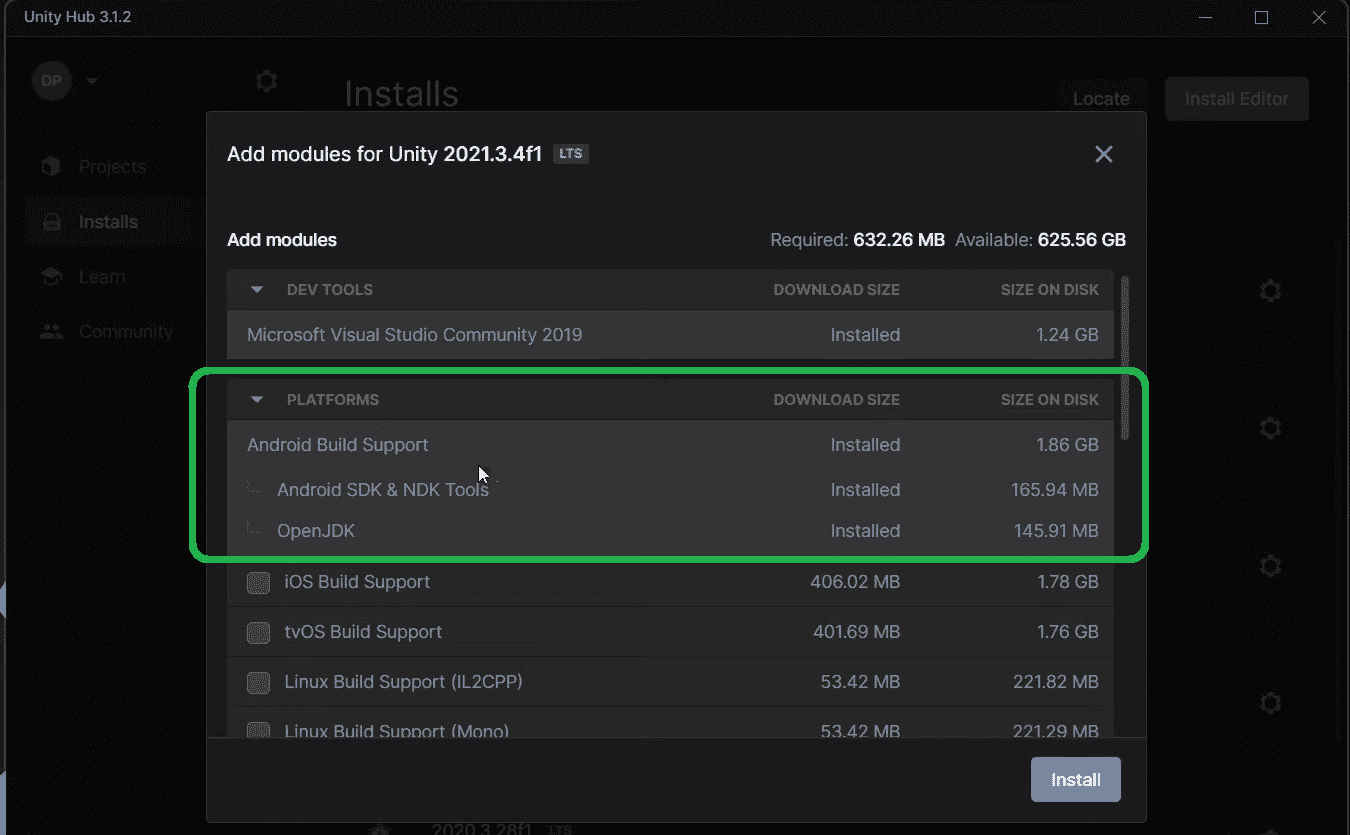 Unity Hub 3.1.2
DP
Installs
Locate
Install Editor
Projects
Installs
Learn
Community
Add modules for Unity 2021.3.4f1 LTS
Add modules
Required: 632.26 MB Available: 625.56 GB
DEV TOOLS DOWNLOAD SIZE SIZE ON DISK
Microsoft Visual Studio Community 2019 Installed 1.24 GB
PLATFORMS DOWNLOAD SIZE SIZE ON DISK
Android Build Support Installed 1.86 GB
Android SDK & NDK Tools Installed 165.94 MB
OpenJDK Installed 145.91 MB
iOS Build Support 406.02 MB 1.78 GB
tvOS Build Support 401.69 MB 1.76 GB
Linux Build Support (IL2CPP) 53.42 MB 221.82 MB
Linux Build Support (Mono) 53.42 MB 221.29 MB
Install
2020.3.28f1 LTS